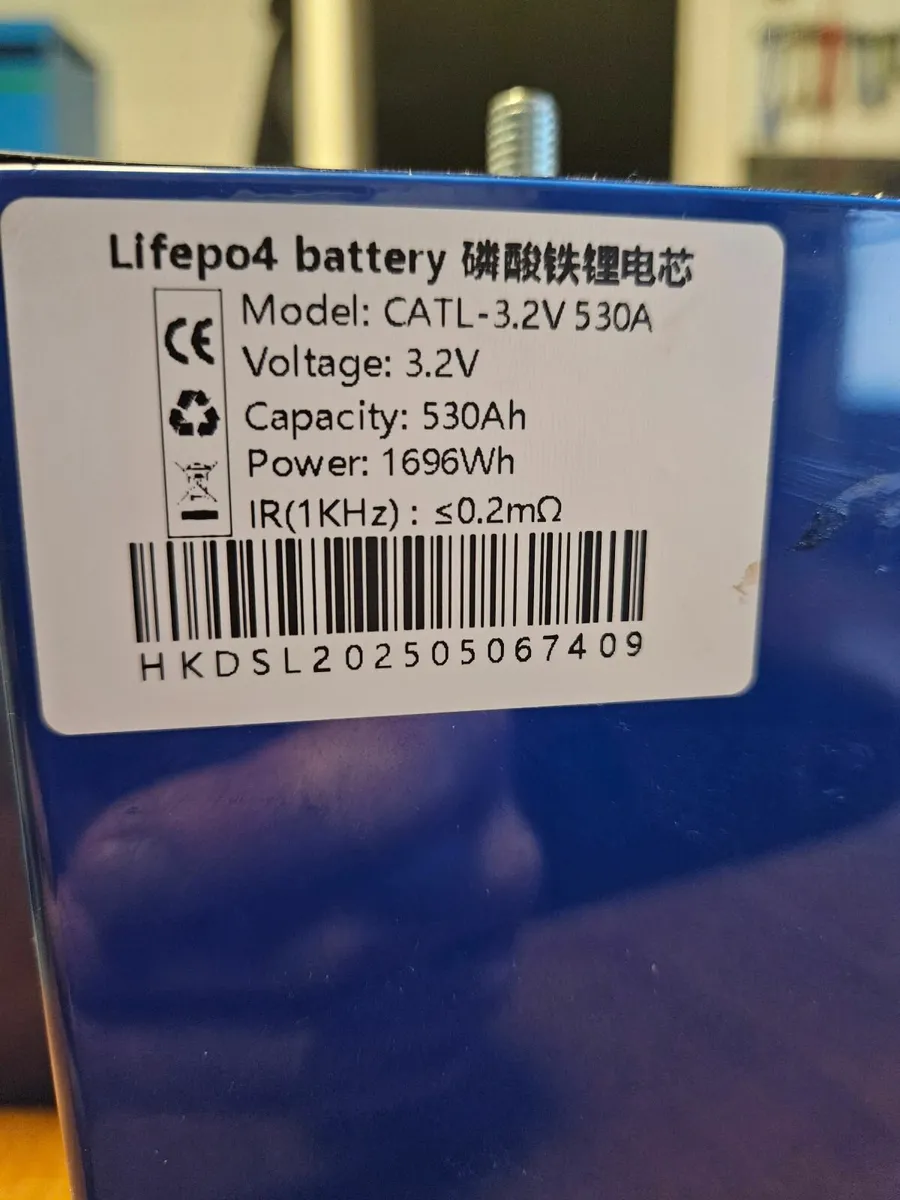 Lifepo4 battery 磷酸铁锂电芯
Model: CATL-3.2V 530A
CE
Voltage: 3.2V
Capacity: 530Ah
Power: 1696Wh
IR(1KHz) : ≤0.2mΩ
HKDSL202505067409